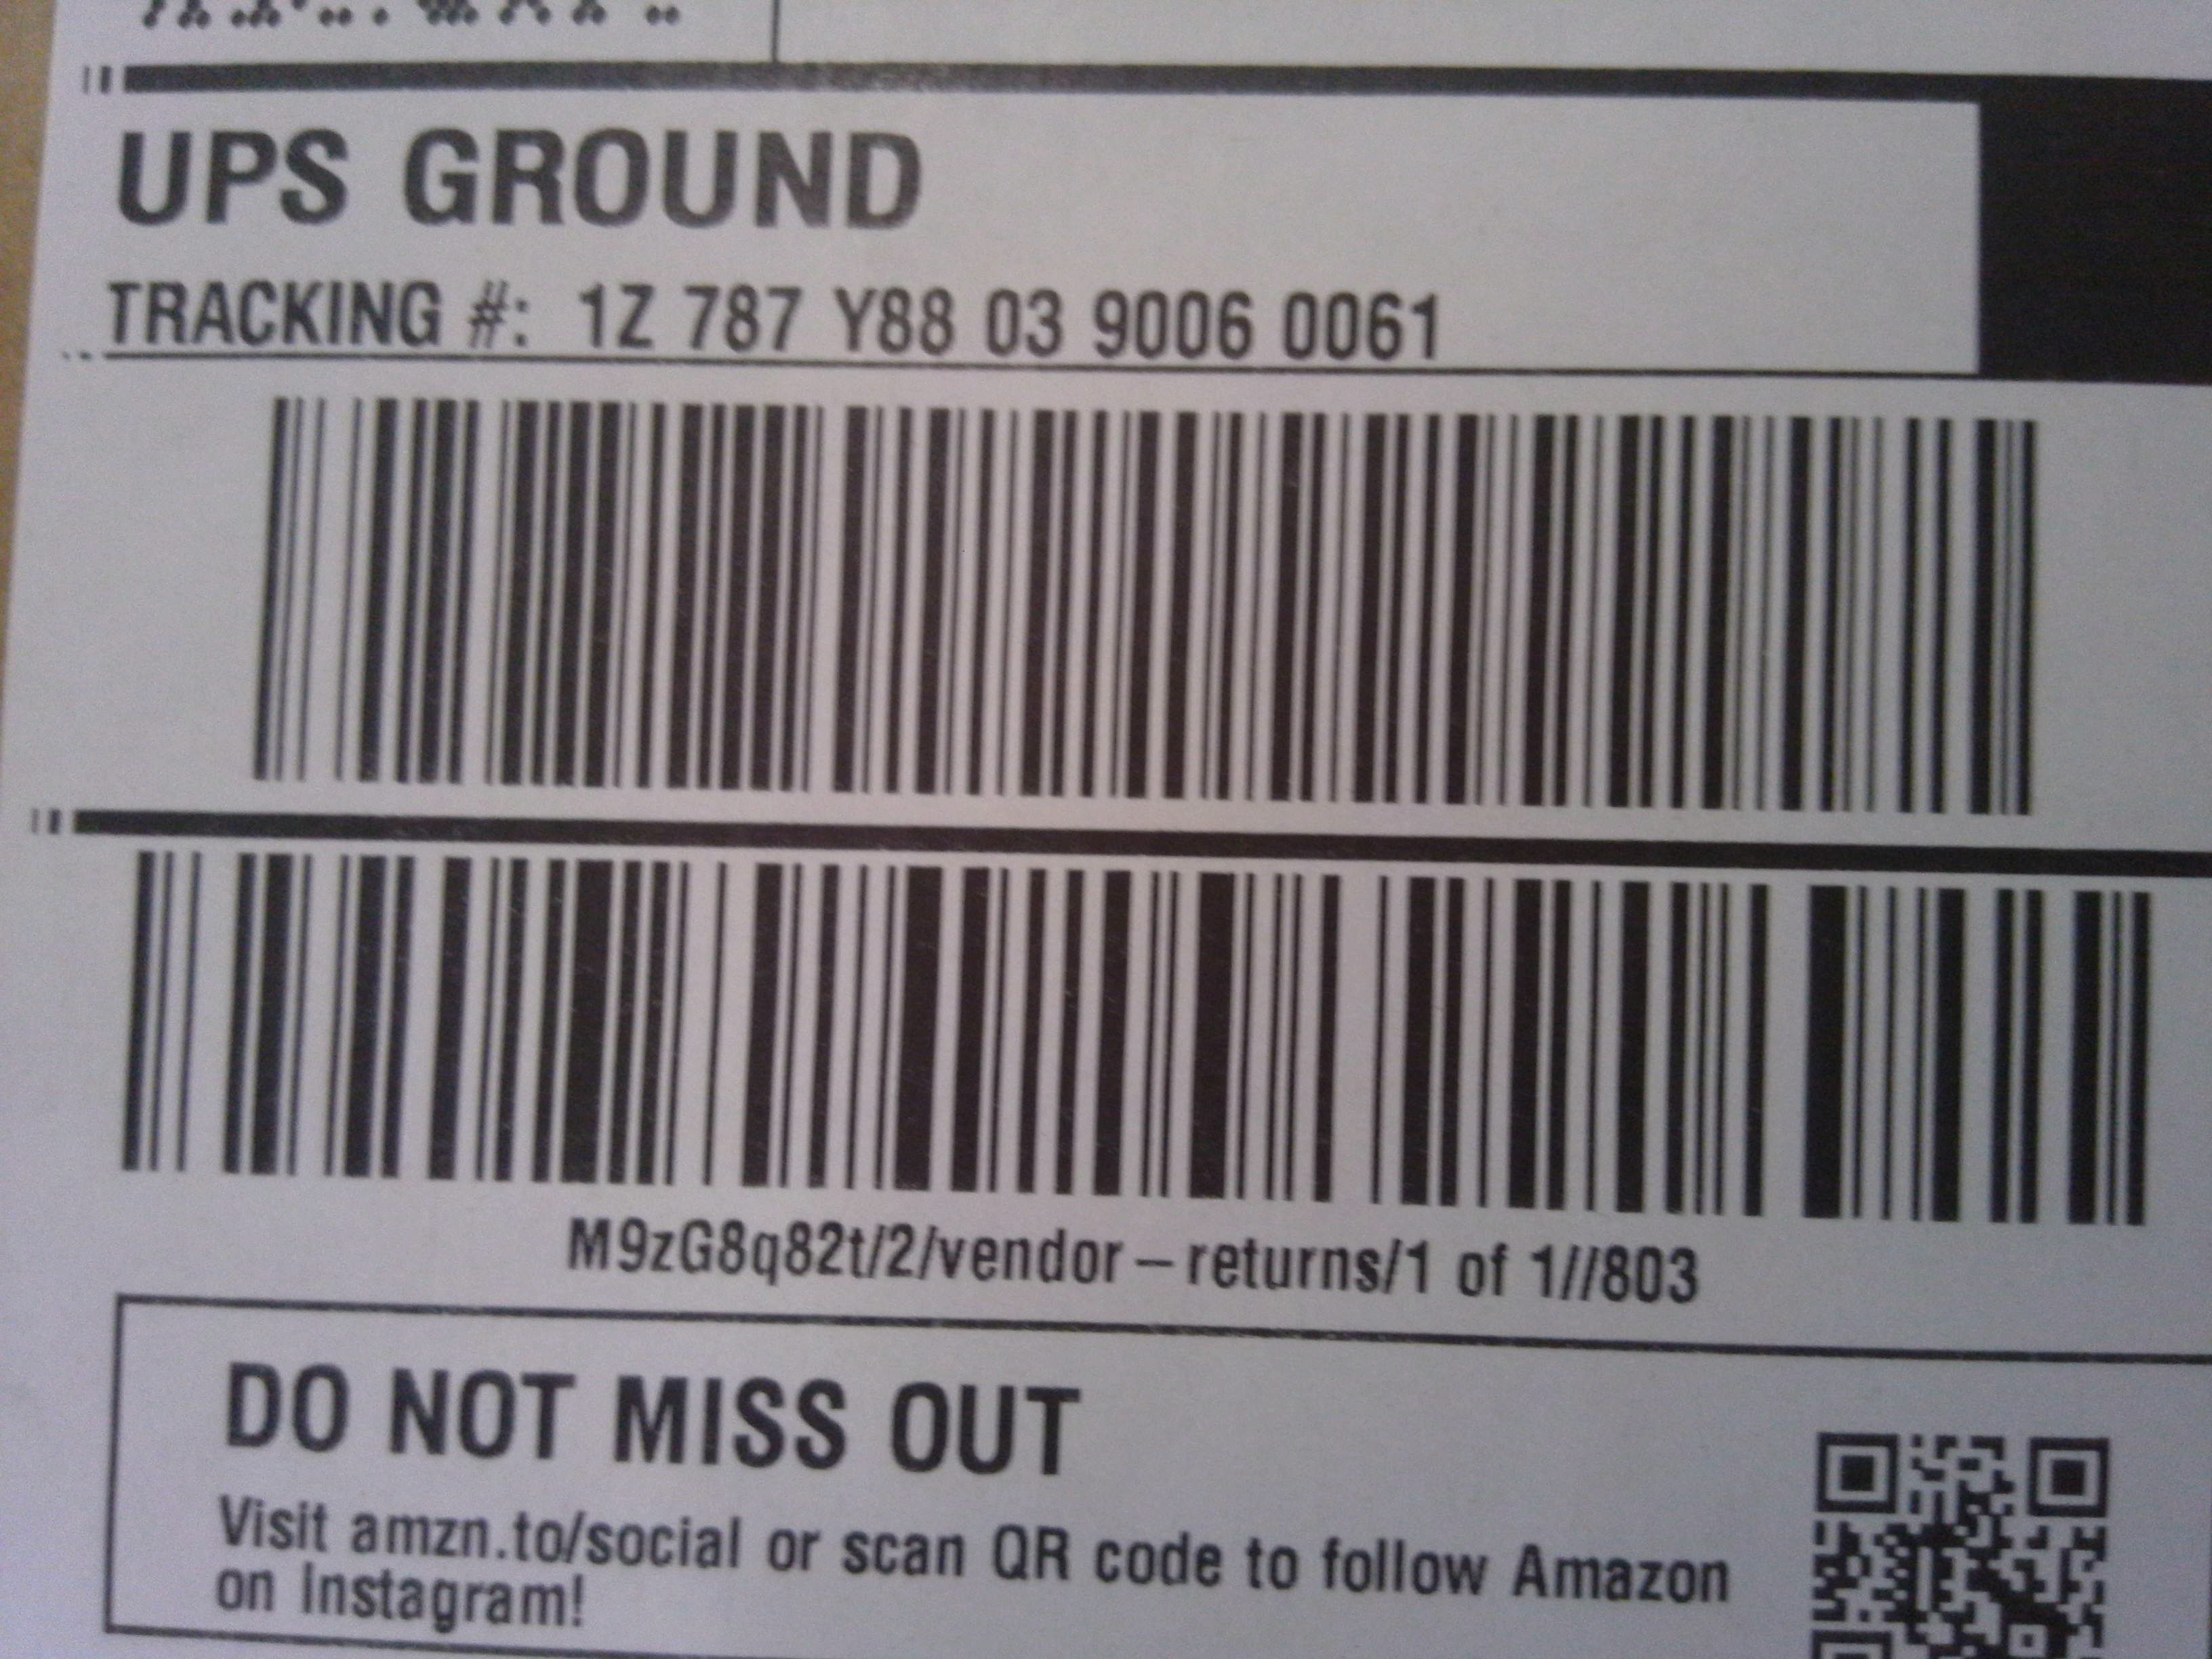 UPS GROUND
TRACKING #: 1Z 787 Y88 03 9006 0061
M9zG8q82t/2/vendor-returns/1 of 1//803
DO NOT MISS OUT
Visit amzn.to/social or scan QR code to follow Amazon
on Instagram!